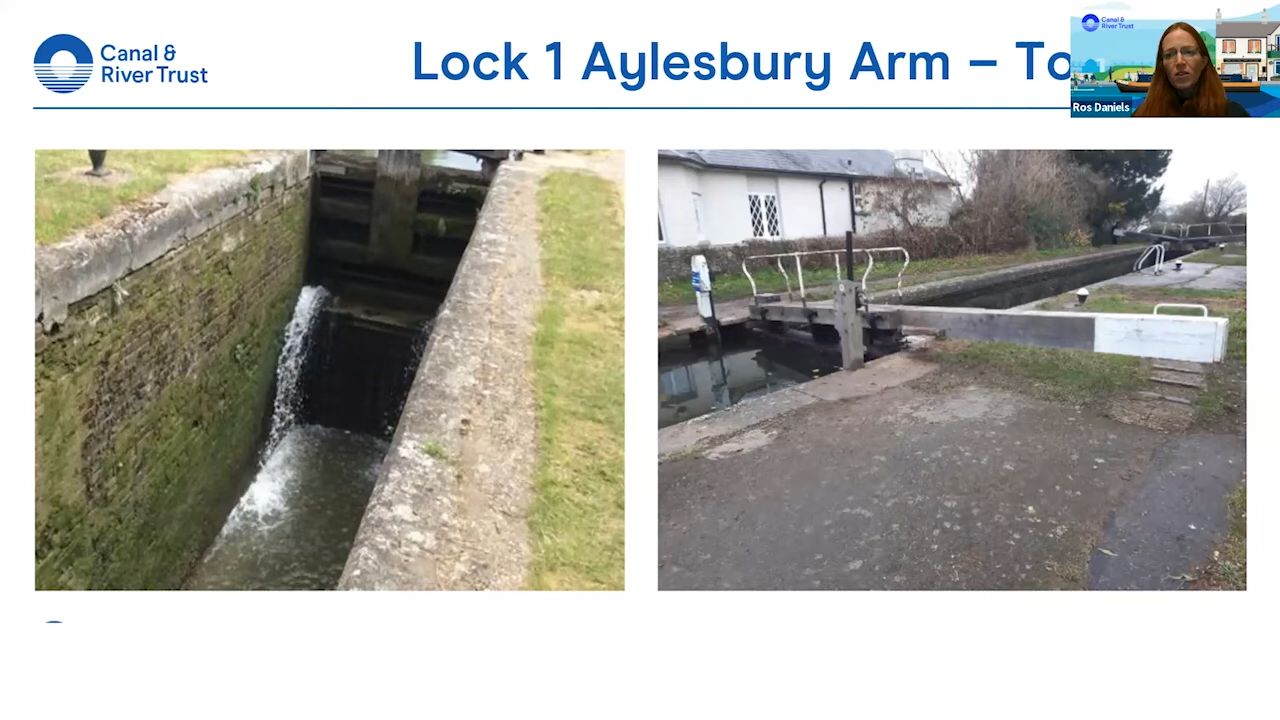 Canal &
River Trust
Lock 1 Aylesbury Arm – To
Canal &
River Trust
Ros Daniels